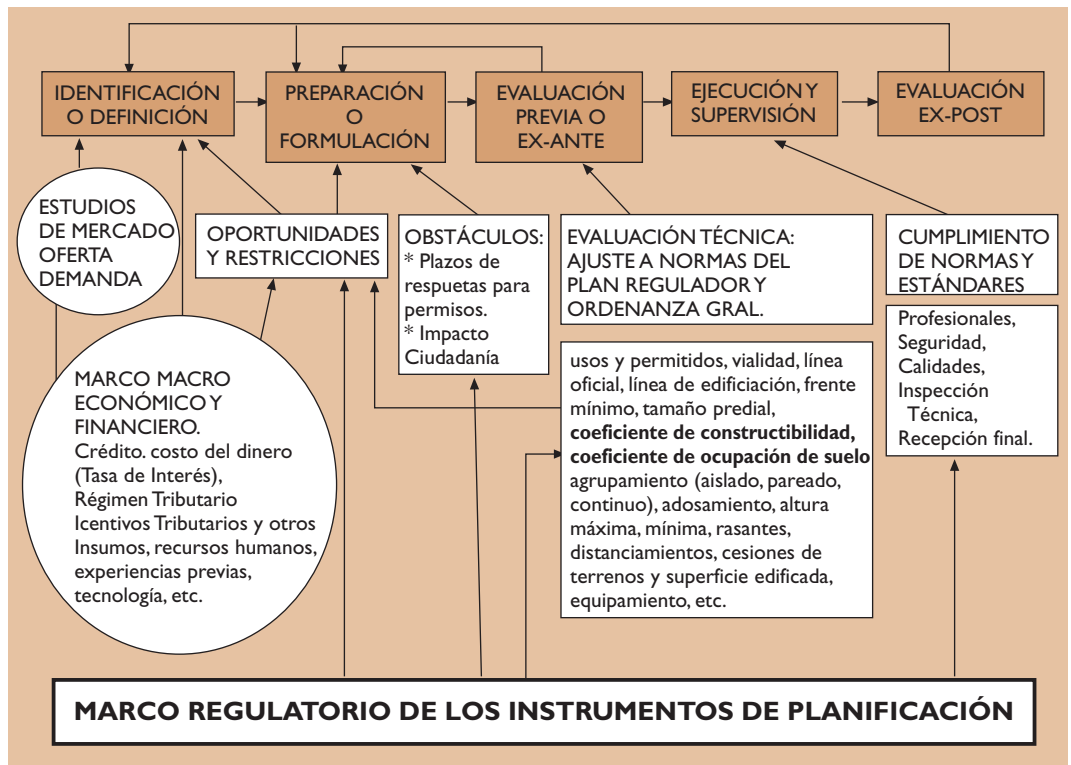 IDENTIFICACIÓN
O DEFINICIÓN
PREPARACIÓN
O
FORMULACIÓN
EVALUACIÓN
PREVIA O
EX-ANTE
EJECUCIÓN Y
SUPERVISIÓN
EVALUACIÓN
EX-POST
ESTUDIOS
DE MERCADO
OFERTA
DEMANDA
OPORTUNIDADES
Y RESTRICCIONES
OBSTÁCULOS:
* Plazos de
respuetas para
permisos.
* Impacto
Ciudadanía
EVALUACIÓN TÉCNICA:
AJUSTE A NORMAS DEL
PLAN REGULADOR Y
ORDENANZA GRAL.
CUMPLIMIENTO
DE NORMAS Y
ESTÁNDARES
Profesionales,
Seguridad,
Calidades,
Inspección
Técnica,
Recepción final.
MARCO MACRO
ECONÓMICO Y
FINANCIERO.
Crédito. costo del dinero
(Tasa de Interés),
Régimen Tributario
Icentivos Tributarios y otros
Insumos, recursos humanos,
experiencias previas,
tecnología, etc.
usos y permitidos, vialidad, línea
oficial, línea de edificiación, frente
mínimo, tamaño predial,
coeficiente de constructibilidad,
coeficiente de ocupación de suelo
agrupamiento (aislado, pareado,
continuo), adosamiento, altura
máxima, mínima, rasantes,
distanciamientos, cesiones de
terrenos y superficie edificada,
equipamiento, etc.
MARCO REGULATORIO DE LOS INSTRUMENTOS DE PLANIFICACIÓN